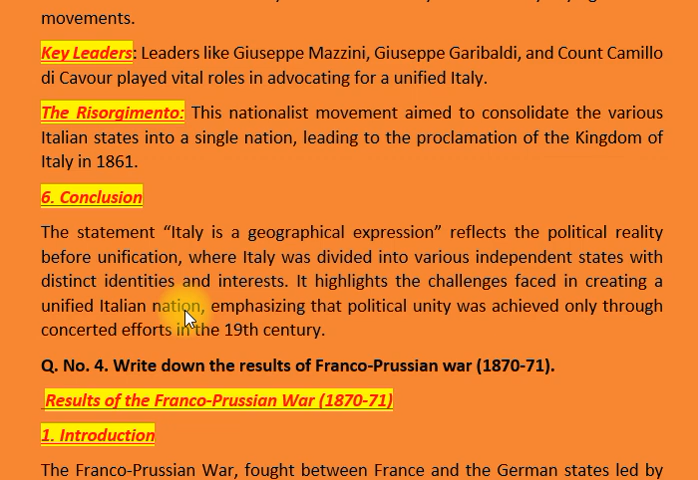 movements.
Key Leaders: Leaders like Giuseppe Mazzini, Giuseppe Garibaldi, and Count Camillo
di Cavour played vital roles in advocating for a unified Italy.
The Risorgimento: This nationalist movement aimed to consolidate the various
Italian states into a single nation, leading to the proclamation of the Kingdom of
Italy in 1861.
6. Conclusion
The statement “Italy is a geographical expression” reflects the political reality
before unification, where Italy was divided into various independent states with
distinct identities and interests. It highlights the challenges faced in creating a
unified Italian nation, emphasizing that political unity was achieved only through
concerted efforts in the 19th century.
Q. No. 4. Write down the results of Franco-Prussian war (1870-71).
Results of the Franco-Prussian War (1870-71)
1. Introduction
The Franco-Prussian War, fought between France and the German states led by